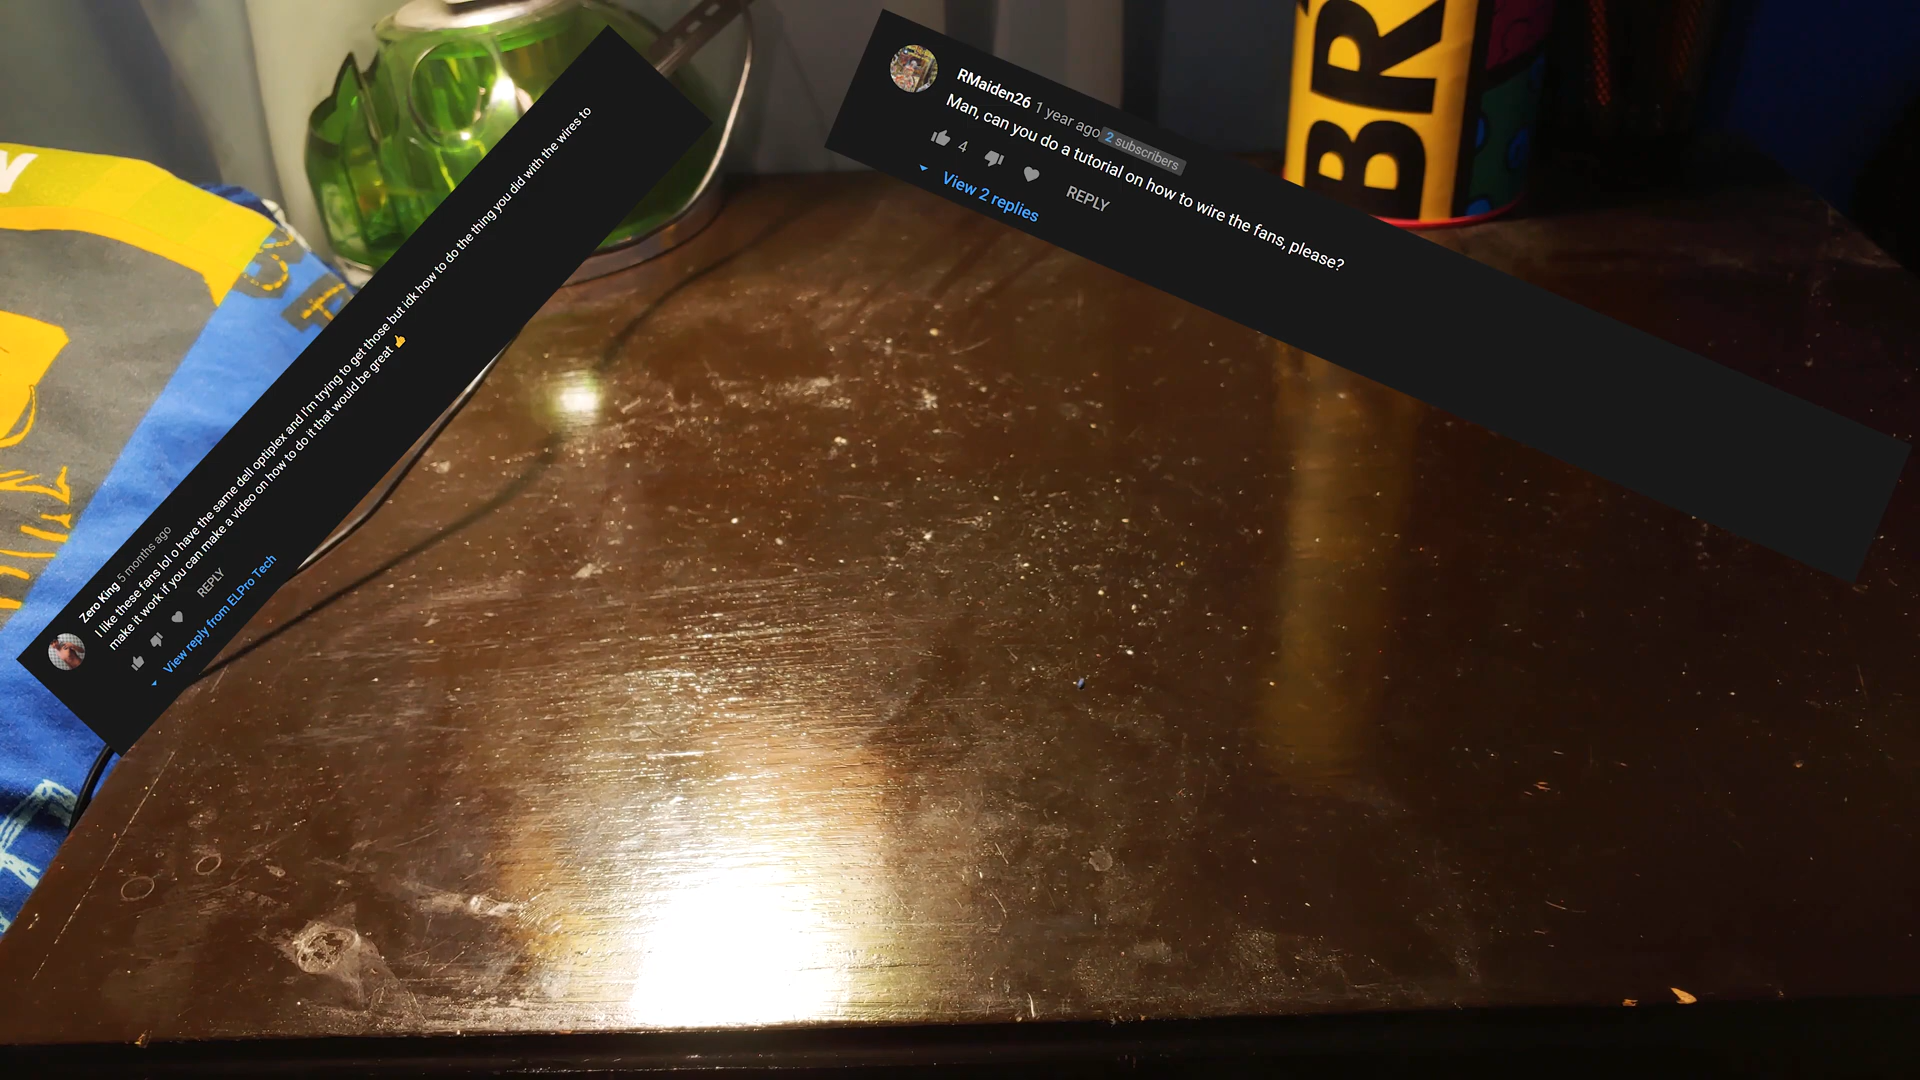 Zero King 5 months ago
I like these fans lol o have the same dell optiplex and I'm trying to get those but idk how to do the thing you did with the wires to
make it work if you can make a video on how to do it that would be great 👍
REPLY
View reply from ELPro Tech
RMaiden26 1 year ago 2 subscribers
Man, can you do a tutorial on how to wire the fans, please?
4 REPLY
View 2 replies
BR